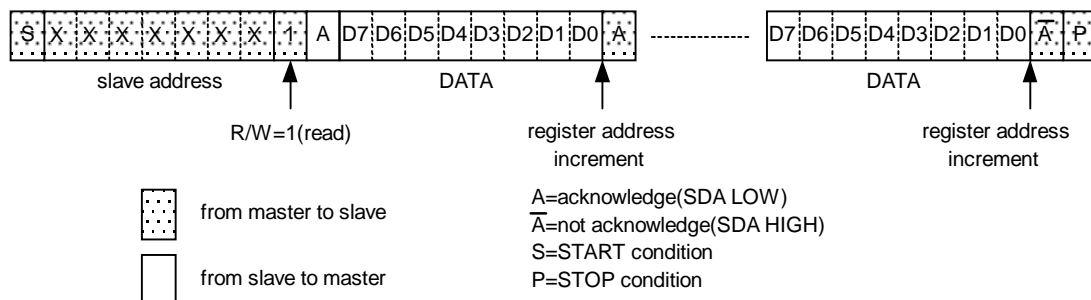 S X X X X X X X 1 A D7 D6 D5 D4 D3 D2 D1 D0 A D7 D6 D5 D4 D3 D2 D1 D0 A̅ P
slave address DATA DATA
R/W=1(read) register address increment register address increment
from master to slave
from slave to master
A=acknowledge(SDA LOW)
A̅=not acknowledge(SDA HIGH)
S=START condition
P=STOP condition